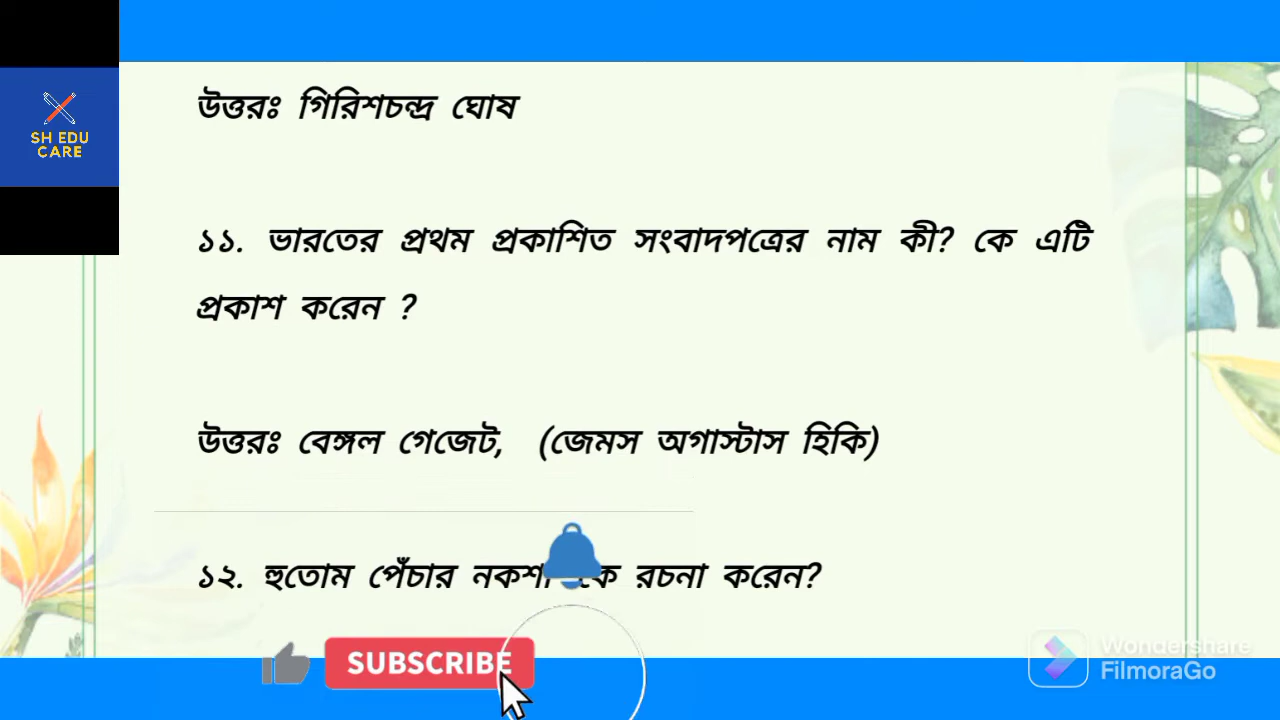 SH EDU
CARE
উত্তরঃ গিরিশচন্দ্র ঘোষ
১১. ভারতের প্রথম প্রকাশিত সংবাদপত্রের নাম কী? কে এটি
প্রকাশ করেন ?
উত্তরঃ বেঙ্গল গেজেট, (জেমস অগাস্টাস হিকি)
১২. হুতোম পেঁচার নকশা কে রচনা করেন?
SUBSCRIBE
Wondershare
FilmoraGo